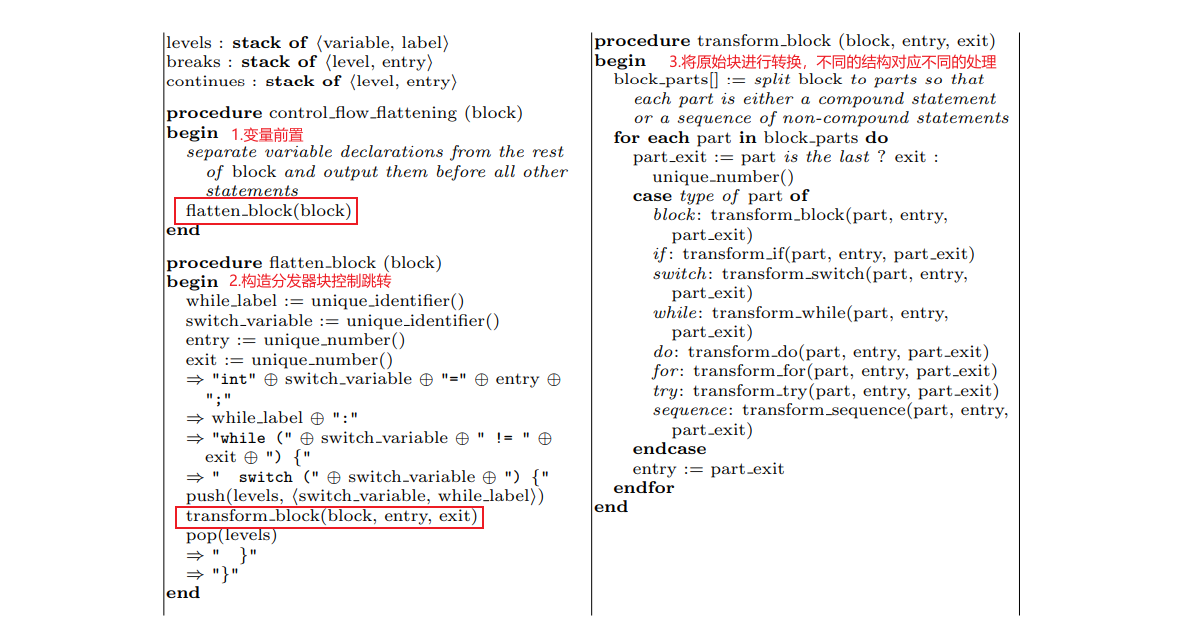 levels : stack of ⟨variable, label⟩
breaks : stack of ⟨level, entry⟩
continues : stack of ⟨level, entry⟩
procedure control_flow_flattening (block)
begin 1.变量前置
separate variable declarations from the rest
of block and output them before all other
statements
flatten_block(block)
end
procedure flatten_block (block)
begin 2.构造分发器块控制跳转
while_label := unique_identifier()
switch_variable := unique_identifier()
entry := unique_number()
exit := unique_number()
⇒ "int" ⊕ switch_variable ⊕ "=" ⊕ entry ⊕
";"
⇒ while_label ⊕ ":"
⇒ "while (" ⊕ switch_variable ⊕ " != " ⊕
exit ⊕ ") {"
⇒ "  switch (" ⊕ switch_variable ⊕ ") {"
push(levels, ⟨switch_variable, while_label⟩)
transform_block(block, entry, exit)
pop(levels)
⇒ "  }"
⇒ "}"
end
procedure transform_block (block, entry, exit)
begin 3.将原始块进行转换，不同的结构对应不同的处理
block_parts[] := split block to parts so that
each part is either a compound statement
or a sequence of non-compound statements
for each part in block_parts do
part_exit := part is the last ? exit :
unique_number()
case type of part of
block: transform_block(part, entry,
part_exit)
if: transform_if(part, entry, part_exit)
switch: transform_switch(part, entry,
part_exit)
while: transform_while(part, entry,
part_exit)
do: transform_do(part, entry, part_exit)
for: transform_for(part, entry, part_exit)
try: transform_try(part, entry, part_exit)
sequence: transform_sequence(part, entry,
part_exit)
endcase
entry := part_exit
endfor
end